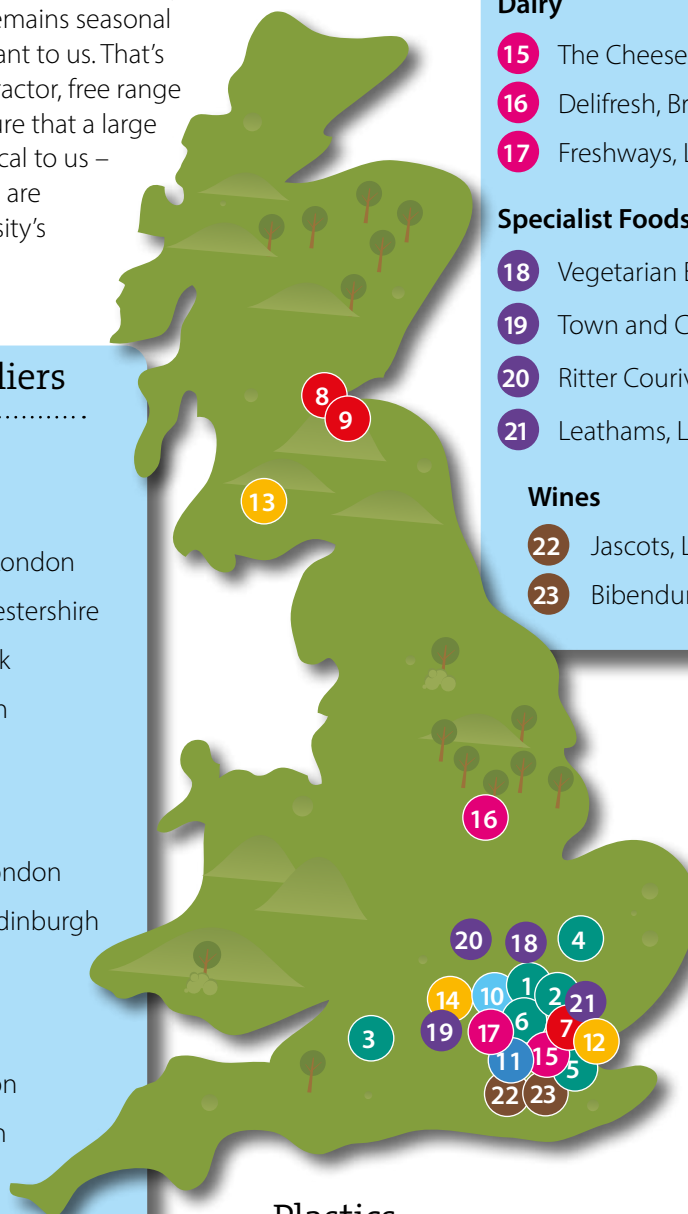 emains seasonal
ant to us. That's
actor, free range
ure that a large
cal to us –
are
sity's
liers
ondon
estershire
k
n
ondon
dinburgh
on
n
Dairy
15 The Cheese
16 Delifresh, Br
17 Freshways, L
Specialist Foods
18 Vegetarian E
19 Town and C
20 Ritter Couriv
21 Leathams, L
Wines
22 Jascots, L
23 Bibendur
8
9
13
16
20
18
4
14
10
1
2
21
3
19
17
6
7
12
11
15
5
22
23
Plastics